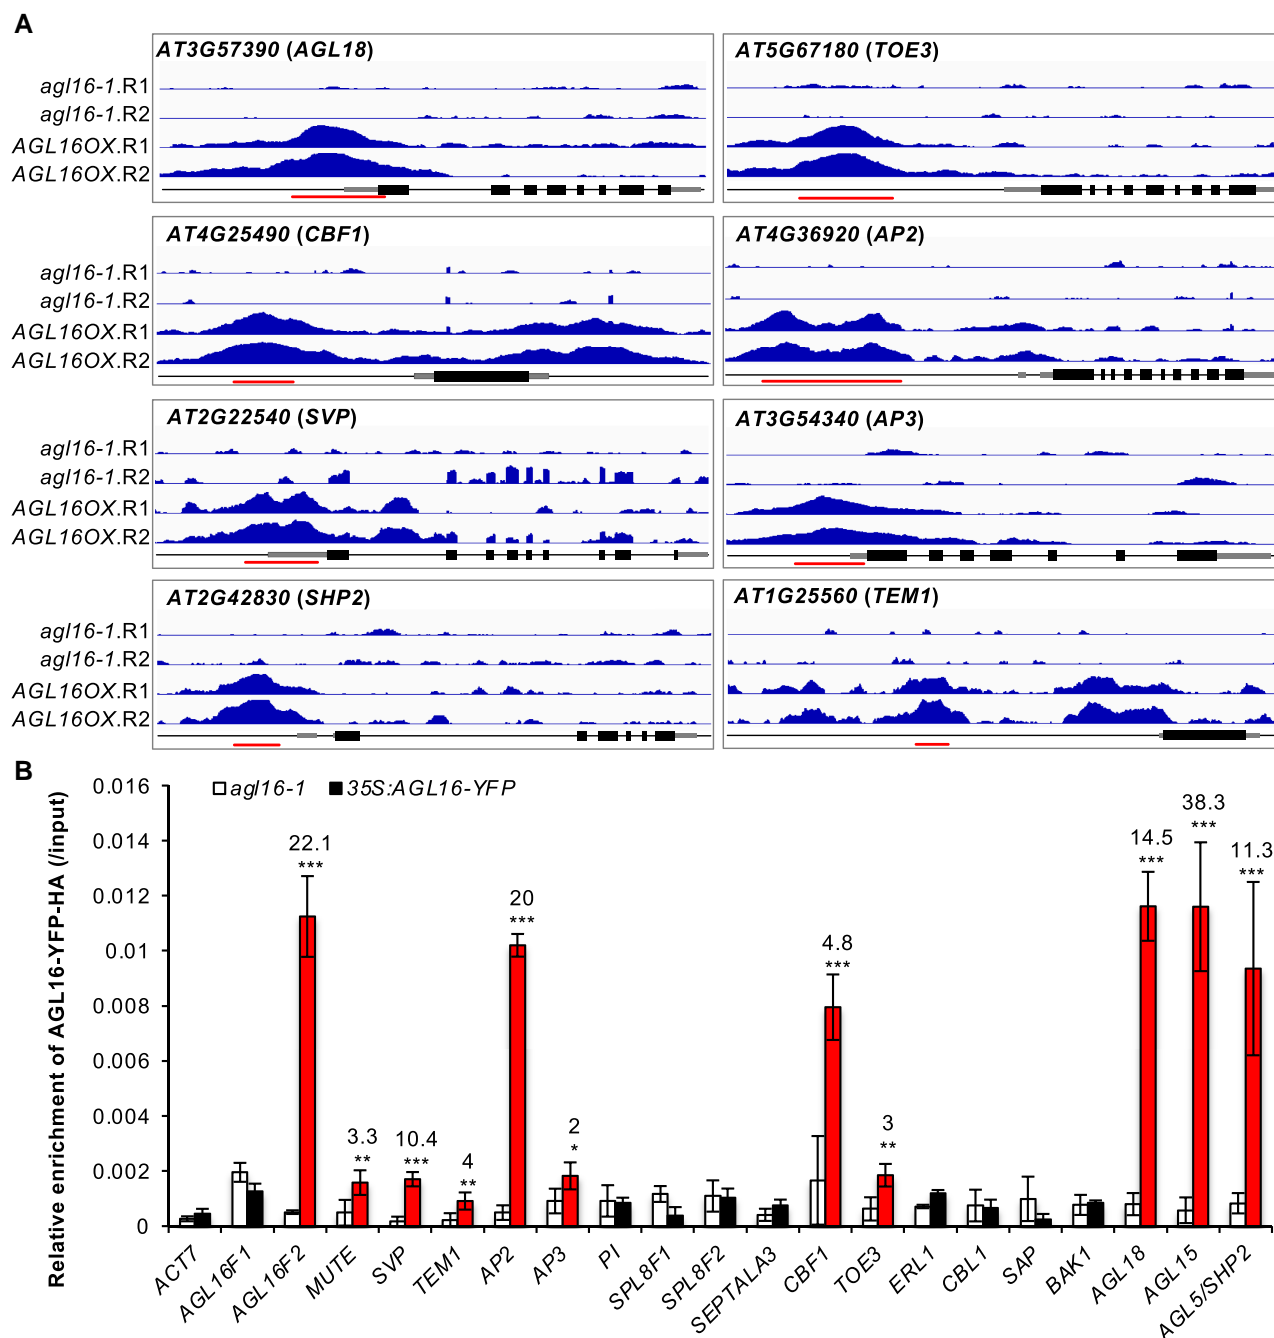 A
AT3G57390 (AGL18)
agl16-1.R1
agl16-1.R2
AGL16OX.R1
AGL16OX.R2
AT5G67180 (TOE3)
AT4G25490 (CBF1)
agl16-1.R1
agl16-1.R2
AGL16OX.R1
AGL16OX.R2
AT4G36920 (AP2)
AT2G22540 (SVP)
agl16-1.R1
agl16-1.R2
AGL16OX.R1
AGL16OX.R2
AT3G54340 (AP3)
AT2G42830 (SHP2)
agl16-1.R1
agl16-1.R2
AGL16OX.R1
AGL16OX.R2
AT1G25560 (TEM1)
B
Relative enrichment of AGL16-YFP-HA (/input)
0.016
0.014
0.012
0.01
0.008
0.006
0.004
0.002
0
agl16-1
35S:AGL16-YFP
22.1
***
3.3
**
10.4
***
4
**
20
***
2
*
4.8
***
3
**
14.5
***
38.3
***
11.3
***
ACT7
AGL16F1
AGL16F2
MUTE
SVP
TEM1
AP2
AP3
PI
SPL8F1
SPL8F2
SEPTALA3
CBF1
TOE3
ERL1
CBL1
SAP
BAK1
AGL18
AGL15
AGL5/SHP2